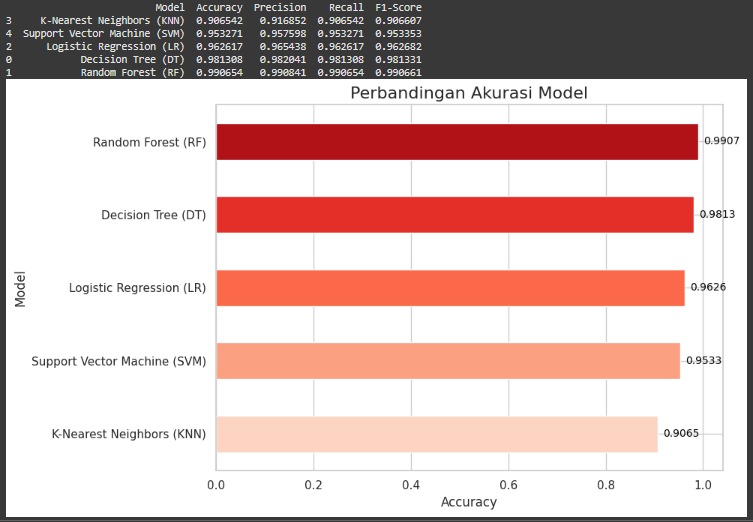 Model Accuracy Precision Recall F1-Score
3 K-Nearest Neighbors (KNN) 0.906542 0.916852 0.906542 0.906607
4 Support Vector Machine (SVM) 0.953271 0.957598 0.953271 0.953353
2 Logistic Regression (LR) 0.962617 0.965438 0.962617 0.962682
0 Decision Tree (DT) 0.981308 0.982041 0.981308 0.981331
1 Random Forest (RF) 0.990654 0.990841 0.990654 0.990661
Perbandingan Akurasi Model
Random Forest (RF) 0.9907
Decision Tree (DT) 0.9813
Logistic Regression (LR) 0.9626
Support Vector Machine (SVM) 0.9533
K-Nearest Neighbors (KNN) 0.9065
Model
0.0 0.2 0.4 0.6 0.8 1.0
Accuracy